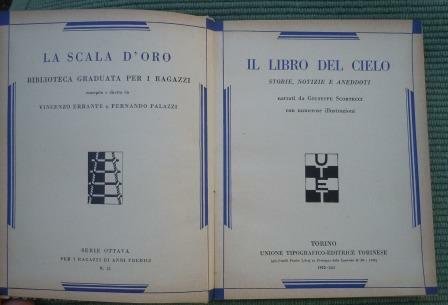 LA SCALA D'ORO
BIBLIOTECA GRADUATA PER I RAGAZZI
VINCENZO ERRANTE e FERNANDO PALAZZI
SERIE OTTAVA
PER I RAGAZZI DI ANNI TREDICI
IL LIBRO DEL CIELO
STORIE, NOTIZIE E ANEDDOTI
narrati da GIUSEPPE SCORTECCI
con numerose illustrazioni
UTET
TORINO
UNIONE TIPOGRAFICO-EDITRICE TORINESE